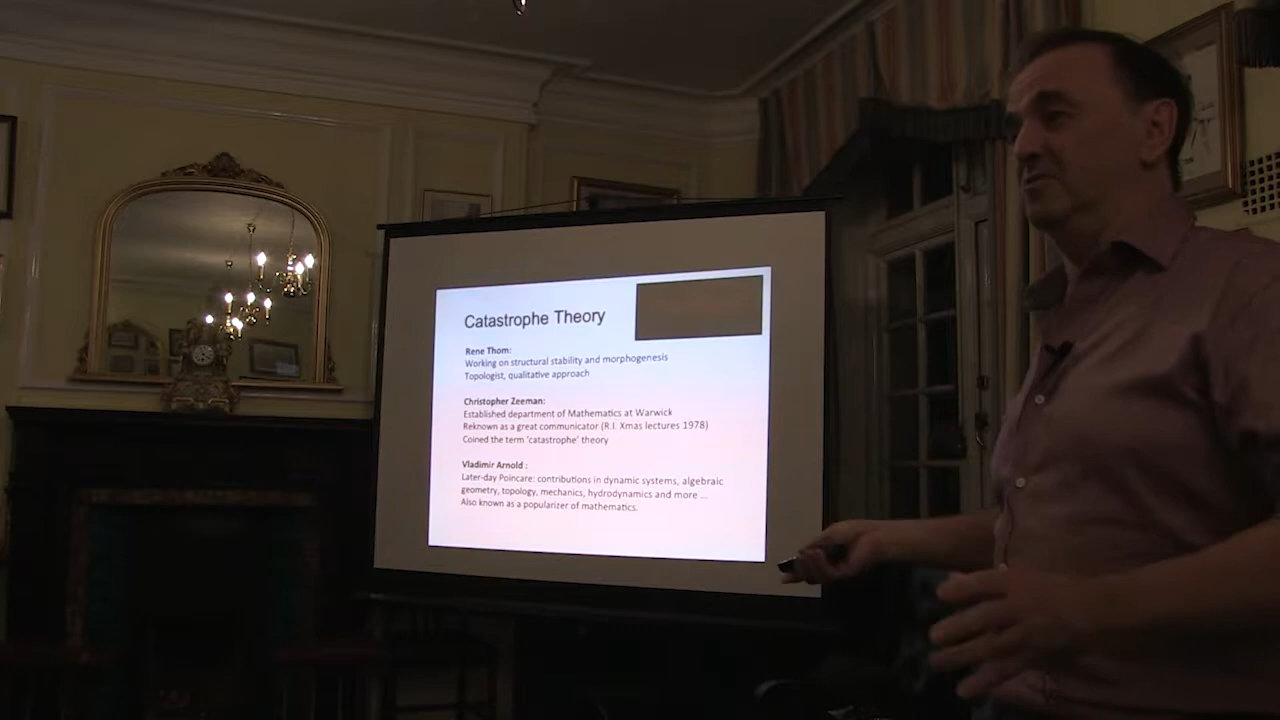 Catastrophe Theory
Rene Thom:
Working on structural stability and morphogenesis
Topologist, qualitative approach
Christopher Zeeman:
Established department of Mathematics at Warwick
Reknown as a great communicator (R.I. Xmas lectures 1978)
Coined the term 'catastrophe' theory
Vladimir Arnold :
Later-day Poincare: contributions in dynamic systems, algebraic
geometry, topology, mechanics, hydrodynamics and more ...
Also known as a popularizer of mathematics.